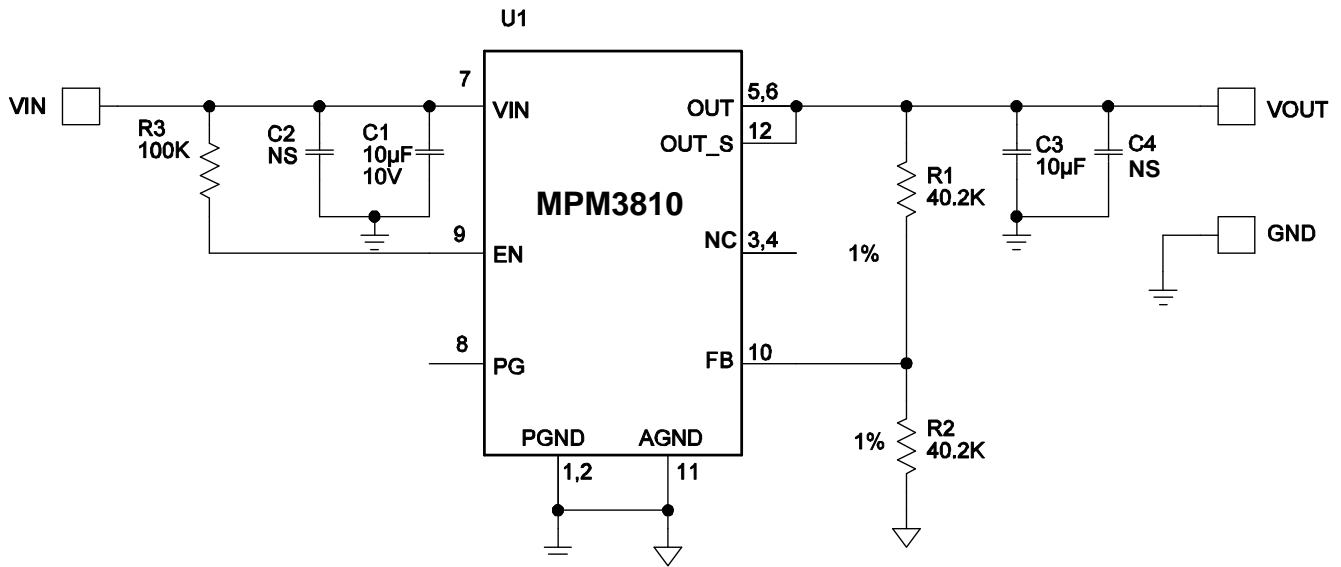 U1
VIN
7
VIN
R3
100K
C2
NS
C1
10µF
10V
9
EN
8
PG
MPM3810
OUT
5,6
OUT_S
12
NC
3,4
FB
10
PGND
AGND
1,2
11
R1
40.2K
1%
R2
40.2K
1%
C3
10µF
C4
NS
VOUT
GND